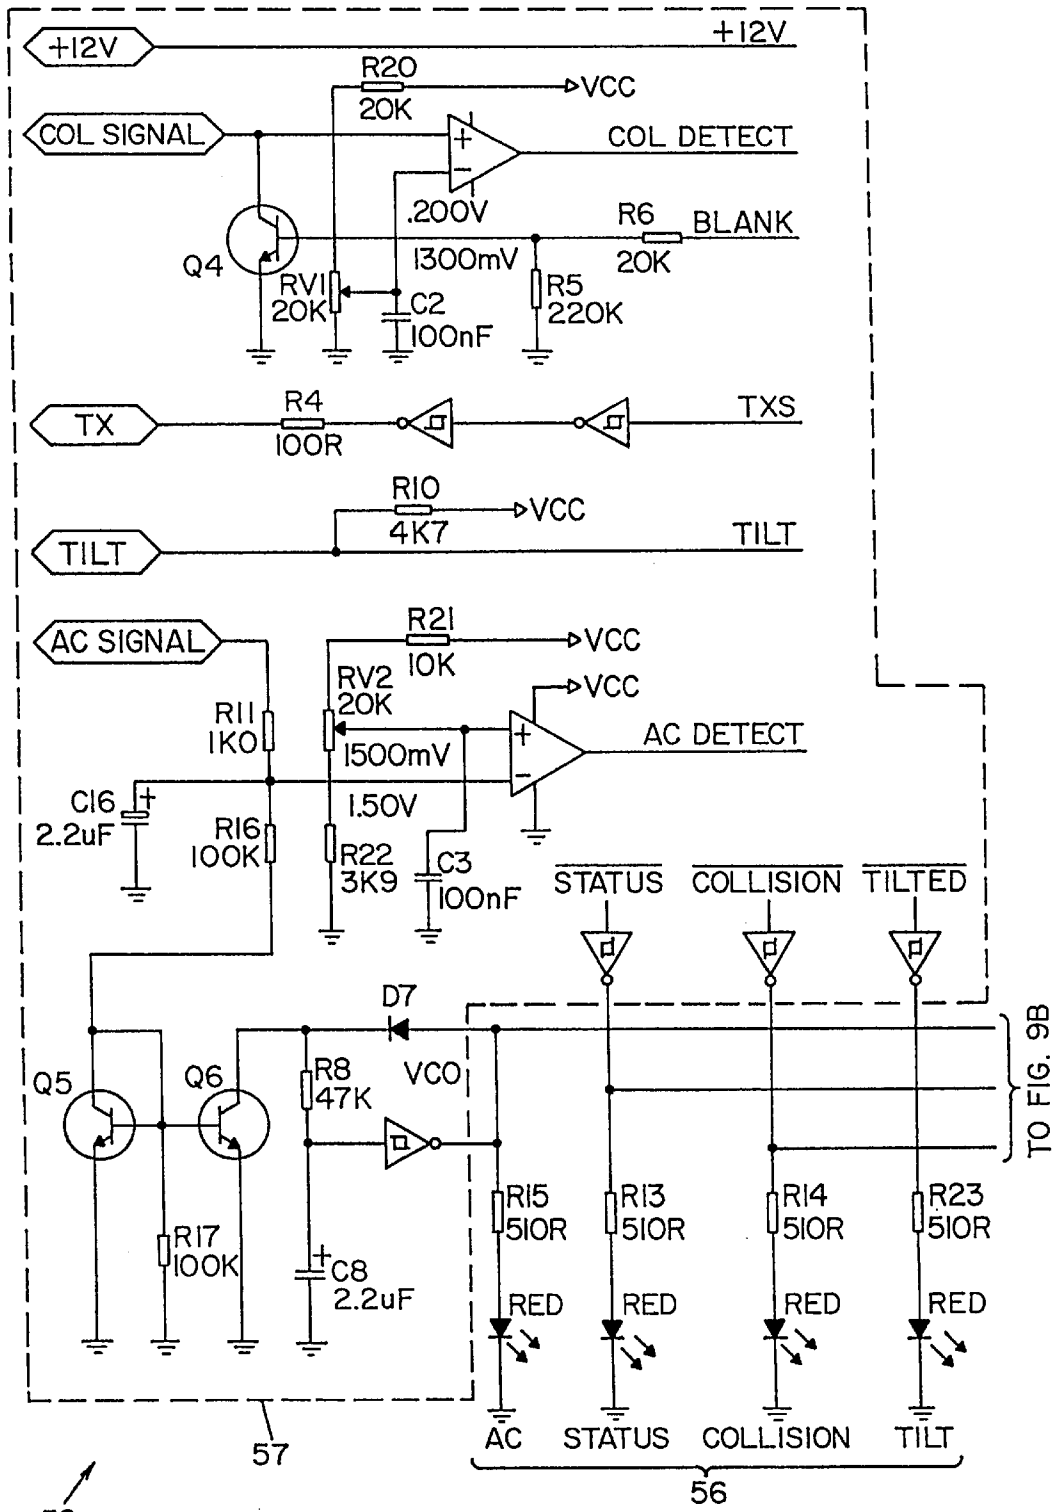 +12V
+12V
R20
20K
VCC
COL SIGNAL
+
−
COL DETECT
.200V
R6
20K
BLANK
Q4
1300mV
RV1
20K
C2
100nF
R5
220K
TX
R4
100R
TXS
R10
4K7
VCC
TILT
TILT
AC SIGNAL
R21
10K
VCC
RV2
20K
VCC
R11
1K0
+
−
AC DETECT
1500mV
1.50V
C16
+
2.2uF
R16
100K
R22
3K9
C3
100nF
STATUS
COLLISION
TILTED
D7
VCO
Q5
Q6
R8
47K
TO FIG. 9B
R15
510R
R13
510R
R14
510R
R23
510R
R17
100K
+
C8
2.2uF
RED
RED
RED
RED
AC
STATUS
COLLISION
TILT
57
56